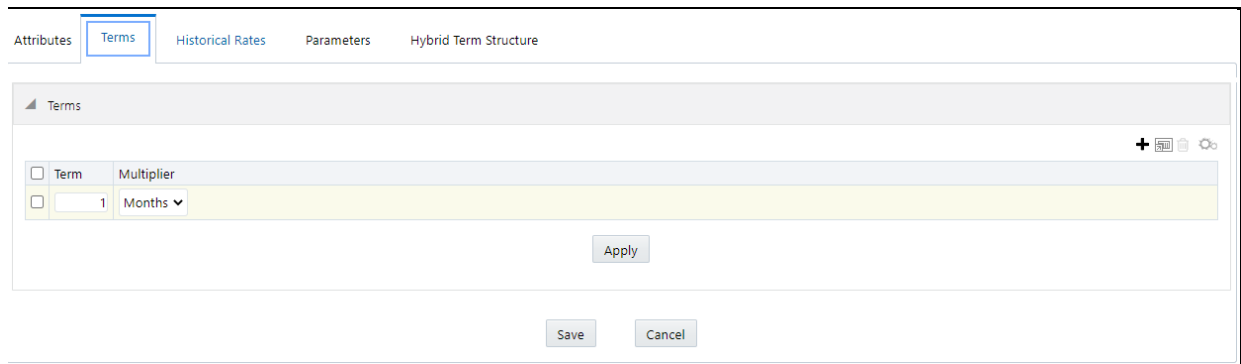 Attributes Terms Historical Rates Parameters Hybrid Term Structure
Terms
Term Multiplier
1 Months
Apply
Save Cancel